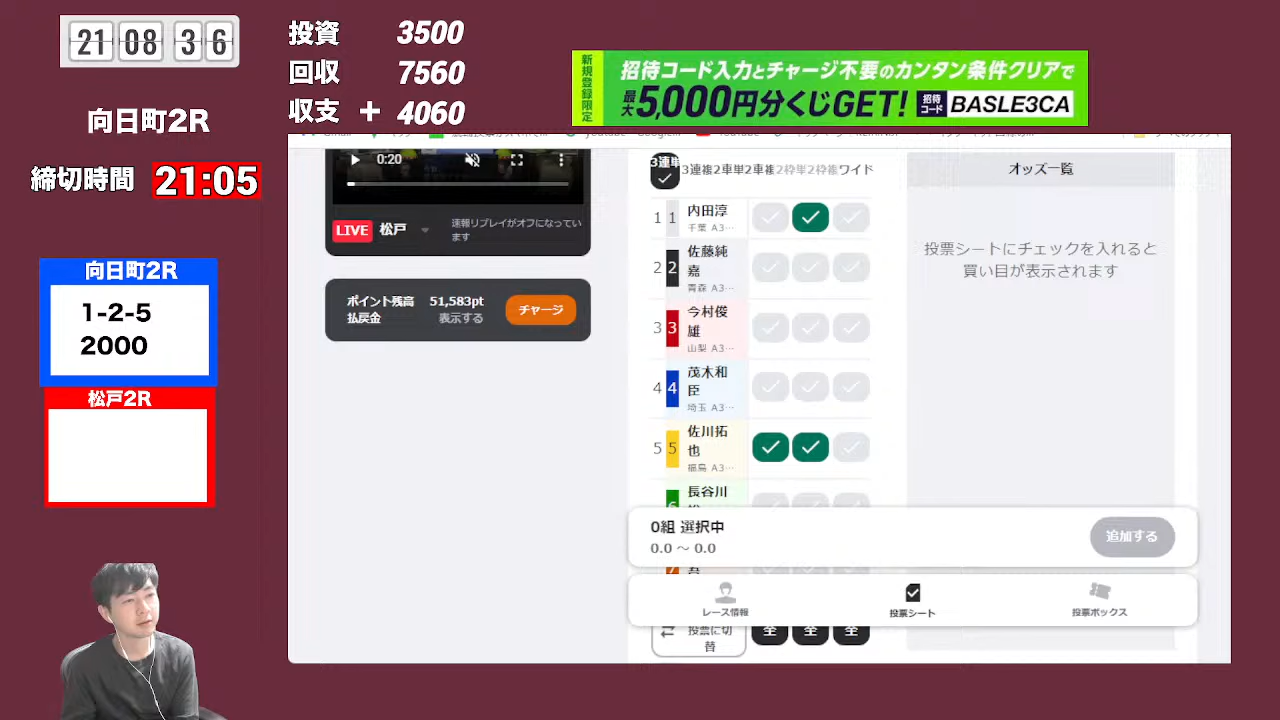 21 08 36
向日町2R
締切時間 21:05
投資 3500
回収 7560
収支 + 4060
新規登録限定
招待コード入力とチャージ不要のカンタン条件クリアで
最大5,000円分くじGET! 招待コード BASLE3CA
向日町2R
1-2-5
2000
松戸2R
0:20
LIVE 松戸
速報リプレイがオフになっています
ポイント残高 51,583pt
払戻金 表示する
チャージ
3連単 3連複 2車単 2車複 2枠単 2枠複 ワイド
1 1 内田淳
千葉 A3…
2 2 佐藤純嘉
青森 A3…
3 3 今村俊雄
山梨 A3…
4 4 茂木和臣
埼玉 A3…
5 5 佐川拓也
福島 A3…
6 長谷川
オッズ一覧
投票シートにチェックを入れると
買い目が表示されます
0組 選択中
0.0 ～ 0.0
追加する
レース情報
投票シート
投票ボックス
投票に切替
全 全 全